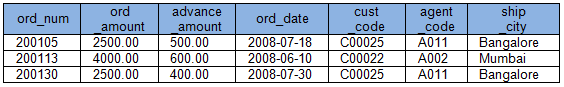 ord_num ord_amount advance_amount ord_date cust_code agent_code ship_city
200105 2500.00 500.00 2008-07-18 C00025 A011 Bangalore
200113 4000.00 600.00 2008-06-10 C00022 A002 Mumbai
200130 2500.00 400.00 2008-07-30 C00025 A011 Bangalore